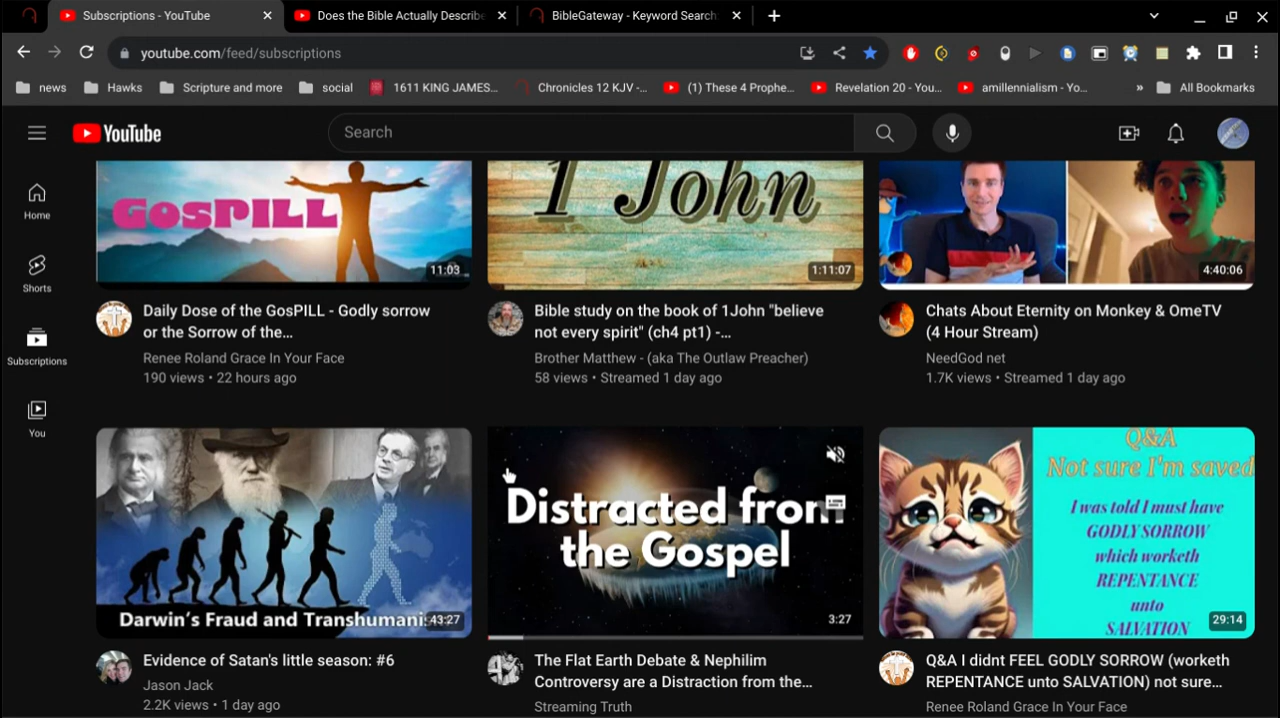 Subscriptions - YouTube
Does the Bible Actually Describe
BibleGateway - Keyword Search:
youtube.com/feed/subscriptions
news
Hawks
Scripture and more
social
1611 KING JAMES...
Chronicles 12 KJV -...
(1) These 4 Prophe...
Revelation 20 - You...
amillennialism - Yo...
»
All Bookmarks
YouTube
Search
Home
Shorts
Subscriptions
You
GosPILL
11:03
1 John
1:11:07
4:40:06
Daily Dose of the GosPILL - Godly sorrow
or the Sorrow of the...
Renee Roland Grace In Your Face
190 views • 22 hours ago
Bible study on the book of 1John "believe
not every spirit" (ch4 pt1) -...
Brother Matthew - (aka The Outlaw Preacher)
58 views • Streamed 1 day ago
Chats About Eternity on Monkey & OmeTV
(4 Hour Stream)
NeedGod net
1.7K views • Streamed 1 day ago
Darwin's Fraud and Transhumanis
43:27
Distracted from
the Gospel
3:27
Q&A
Not sure I'm saved
I was told I must have
GODLY SORROW
which worketh
REPENTANCE
unto
SALVATION
29:14
Evidence of Satan's little season: #6
Jason Jack
2.2K views • 1 day ago
The Flat Earth Debate & Nephilim
Controversy are a Distraction from the...
Streaming Truth
Q&A I didnt FEEL GODLY SORROW (worketh
REPENTANCE unto SALVATION) not sure...
Renee Roland Grace In Your Face